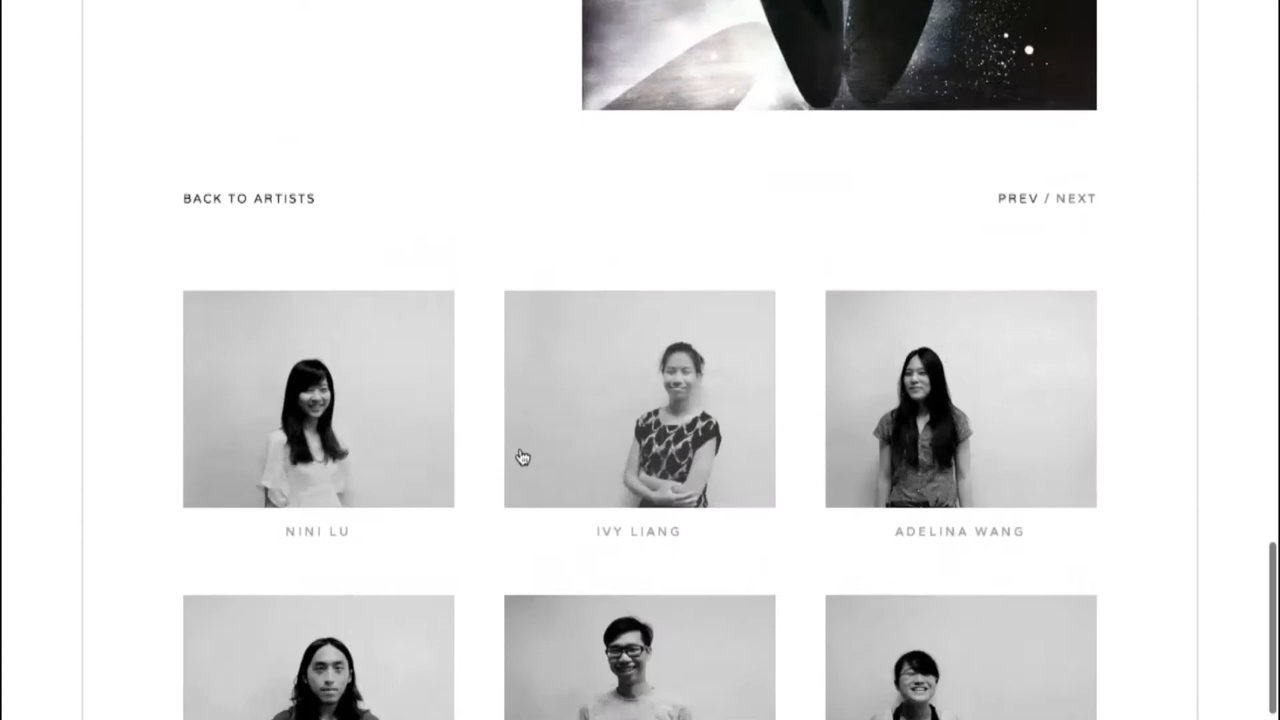 BACK TO ARTISTS
PREV / NEXT
NINI LU
IVY LIANG
ADELINA WANG